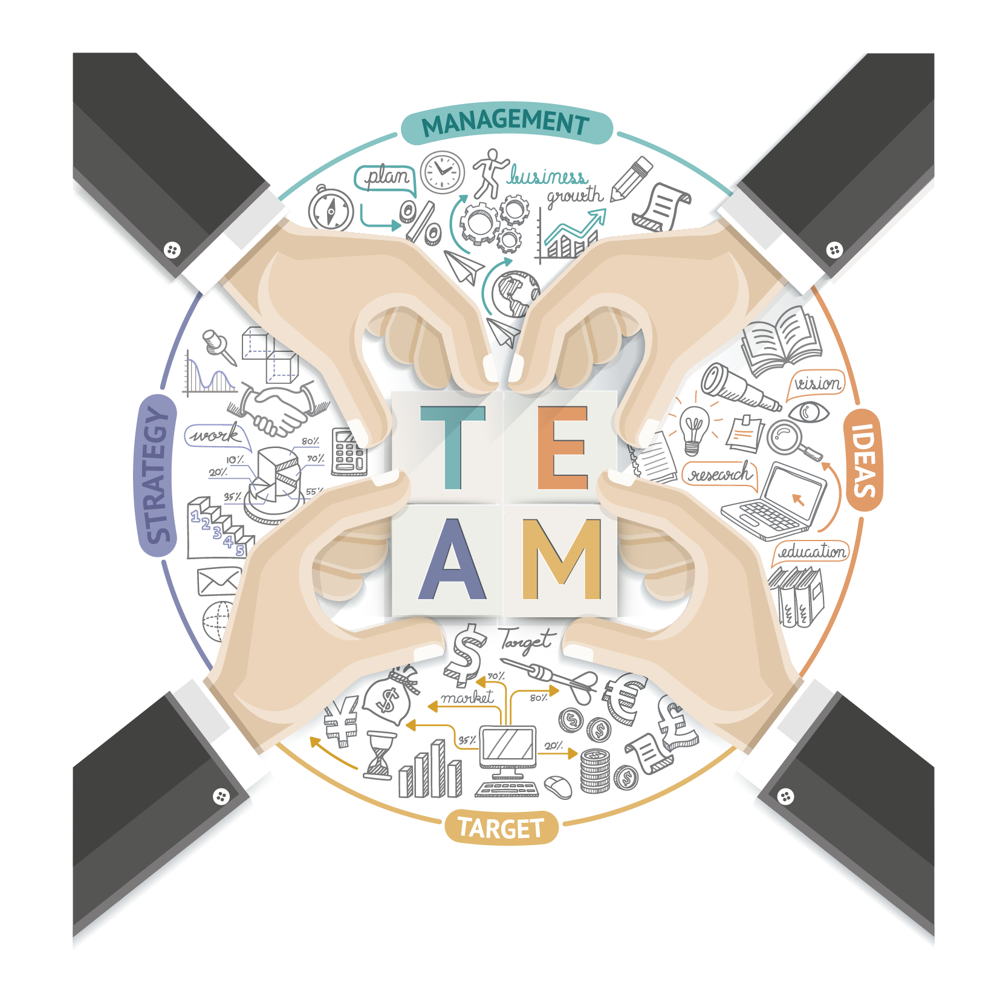 MANAGEMENT
plan
business
growth
STRATEGY
work
80%
10%
70%
20%
35%
55%
1
2
3
4
5
T E
A M
IDEAS
vision
research
education
$
Target
70%
market
80%
$
¥
€
$
$
£
35%
20%
$
TARGET